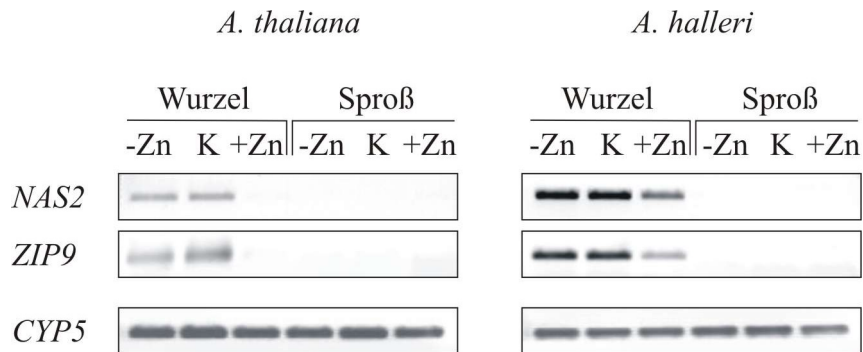 A. thaliana A. halleri
Wurzel Sproß Wurzel Sproß
-Zn K +Zn -Zn K +Zn -Zn K +Zn -Zn K +Zn
NAS2
ZIP9
CYP5